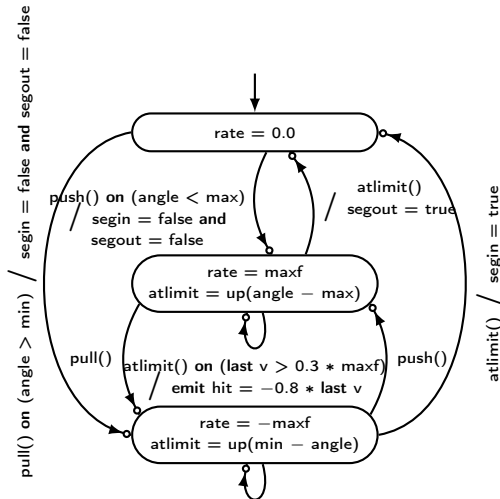 rate = 0.0
pull() on (angle > min) / segin = false and segout = false
push() on (angle < max)
/ segin = false and
segout = false
atlimit()
/ segout = true
atlimit() / segin = true
rate = maxf
atlimit = up(angle − max)
pull()
atlimit() on (last v > 0.3 * maxf)
/ emit hit = −0.8 * last v
push()
rate = −maxf
atlimit = up(min − angle)